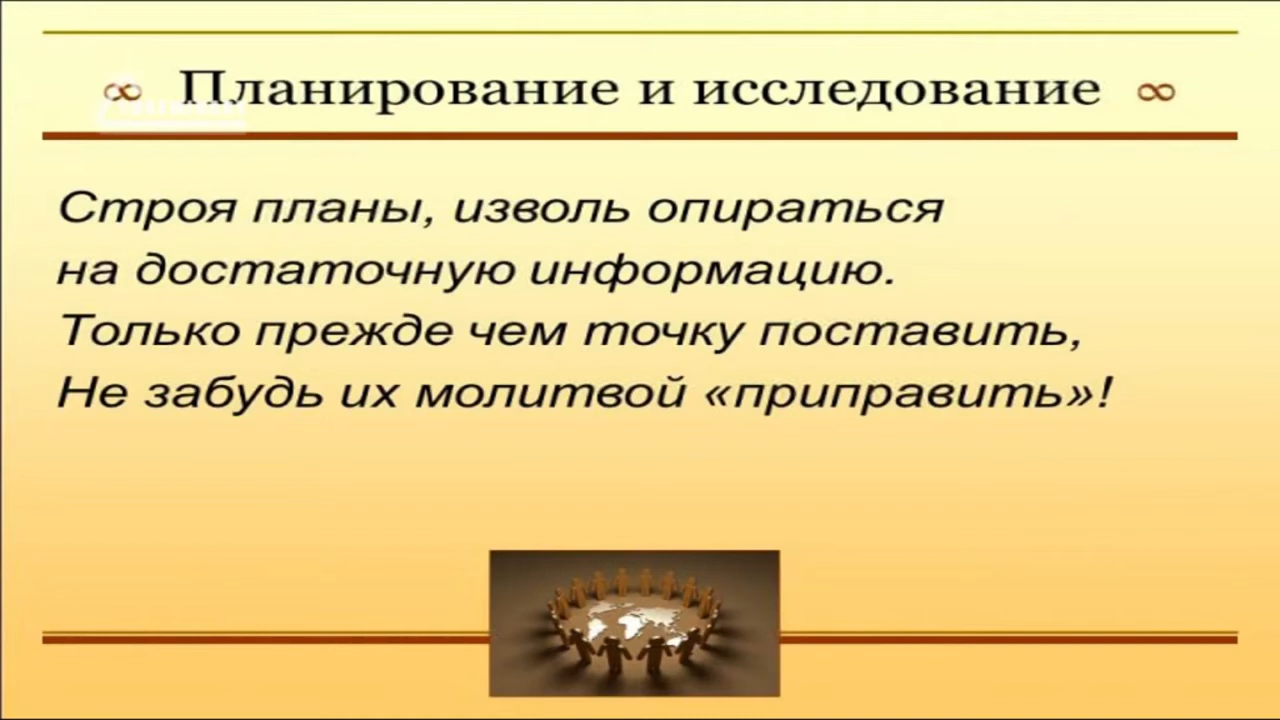 ∞ Планирование и исследование ∞
Строя планы, изволь опираться
на достаточную информацию.
Только прежде чем точку поставить,
Не забудь их молитвой «приправить»!